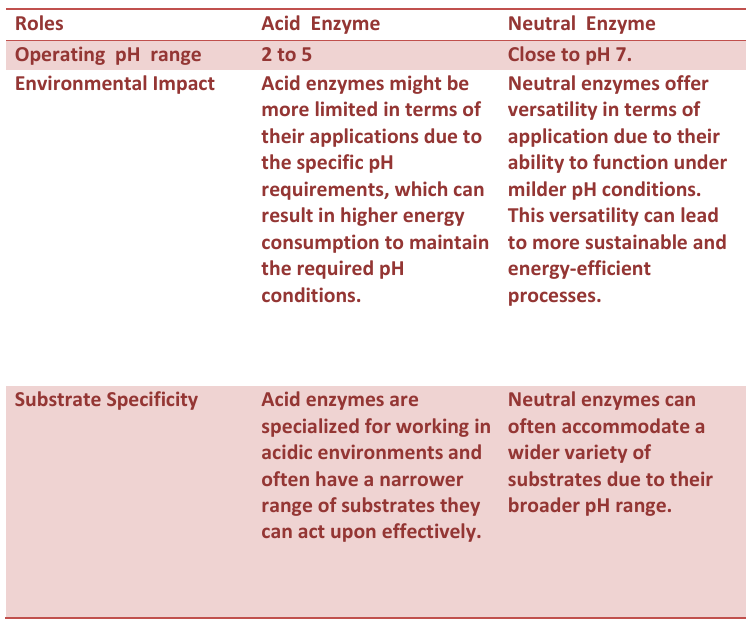 Roles Acid Enzyme Neutral Enzyme
Operating pH range 2 to 5 Close to pH 7.
Environmental Impact
Acid enzymes might be
more limited in terms of
their applications due to
the specific pH
requirements, which can
result in higher energy
consumption to maintain
the required pH
conditions.
Neutral enzymes offer
versatility in terms of
application due to their
ability to function under
milder pH conditions.
This versatility can lead
to more sustainable and
energy-efficient
processes.
Substrate Specificity
Acid enzymes are
specialized for working in
acidic environments and
often have a narrower
range of substrates they
can act upon effectively.
Neutral enzymes can
often accommodate a
wider variety of
substrates due to their
broader pH range.